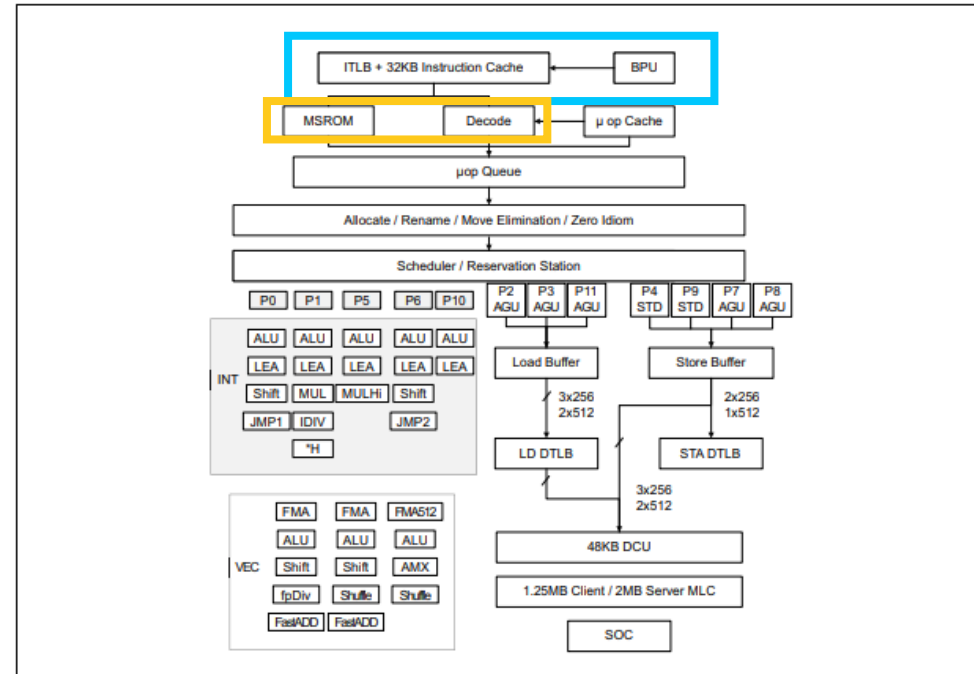 ITLB + 32KB Instruction Cache
BPU
MSROM
Decode
µ op Cache
µop Queue
Allocate / Rename / Move Elimination / Zero Idiom
Scheduler / Reservation Station
P0 P1 P5 P6 P10
P2 AGU
P3 AGU
P11 AGU
P4 STD
P9 STD
P7 AGU
P8 AGU
INT
ALU ALU ALU ALU ALU
LEA LEA LEA LEA LEA
Shift MUL MULHi Shift
JMP1 IDIV JMP2
"H
Load Buffer
Store Buffer
3x256
2x512
2x256
1x512
LD DTLB
STA DTLB
3x256
2x512
VEC
FMA FMA FMA512
ALU ALU ALU
Shift Shift AMX
fpDiv Shuffle Shuffle
FastADD FastADD
48KB DCU
1.25MB Client / 2MB Server MLC
SOC